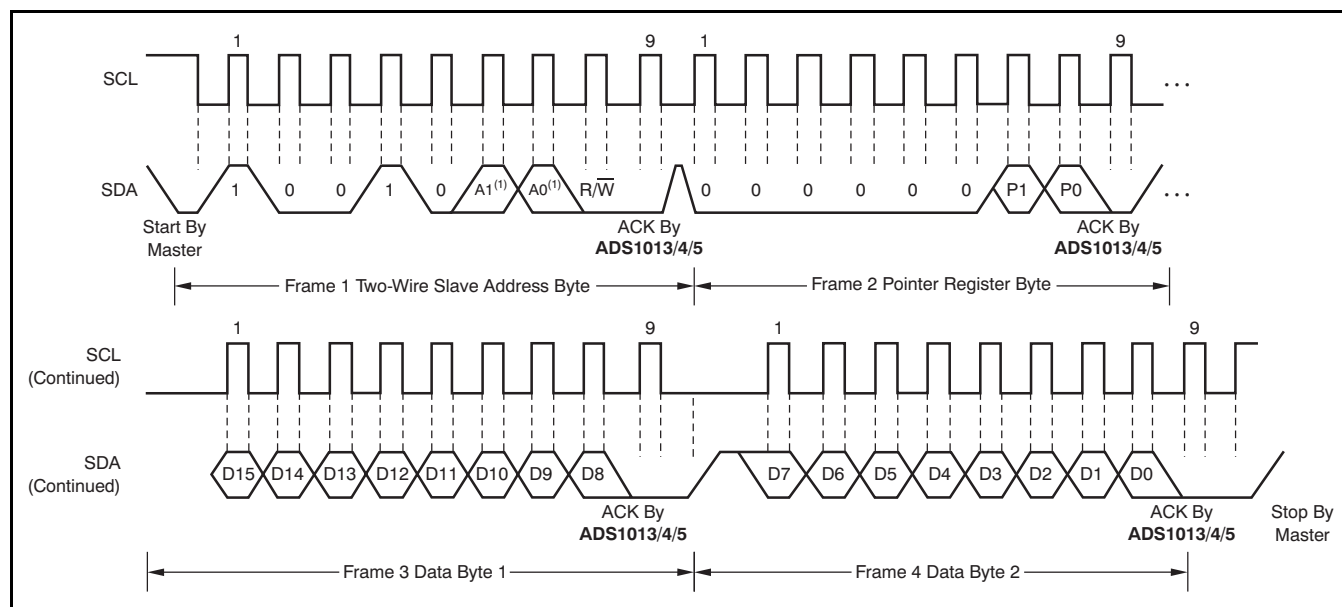 1 9 1 9
SCL ...
SDA 1 0 0 1 0 A1(1) A0(1) R/W̅ 0 0 0 0 0 0 P1 P0 ...
Start By Master
ACK By ADS1013/4/5
ACK By ADS1013/4/5
Frame 1 Two-Wire Slave Address Byte
Frame 2 Pointer Register Byte
1 9 1 9
SCL (Continued)
SDA (Continued) D15 D14 D13 D12 D11 D10 D9 D8 D7 D6 D5 D4 D3 D2 D1 D0
ACK By ADS1013/4/5
ACK By ADS1013/4/5
Stop By Master
Frame 3 Data Byte 1
Frame 4 Data Byte 2